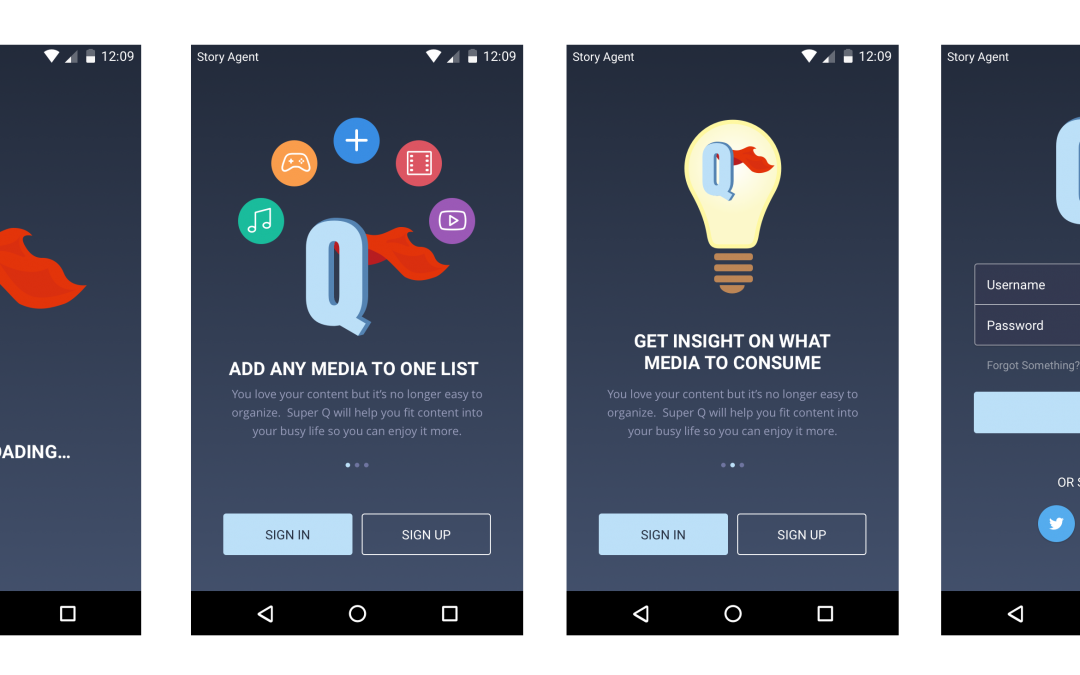 12:09
ADING...
Story Agent 12:09
Q
ADD ANY MEDIA TO ONE LIST
You love your content but it's no longer easy to
organize. Super Q will help you fit content into
your busy life so you can enjoy it more.
SIGN IN SIGN UP
Story Agent 12:09
Q
GET INSIGHT ON WHAT
MEDIA TO CONSUME
You love your content but it's no longer easy to
organize. Super Q will help you fit content into
your busy life so you can enjoy it more.
SIGN IN SIGN UP
Story Agent
Username
Password
Forgot Something?
OR